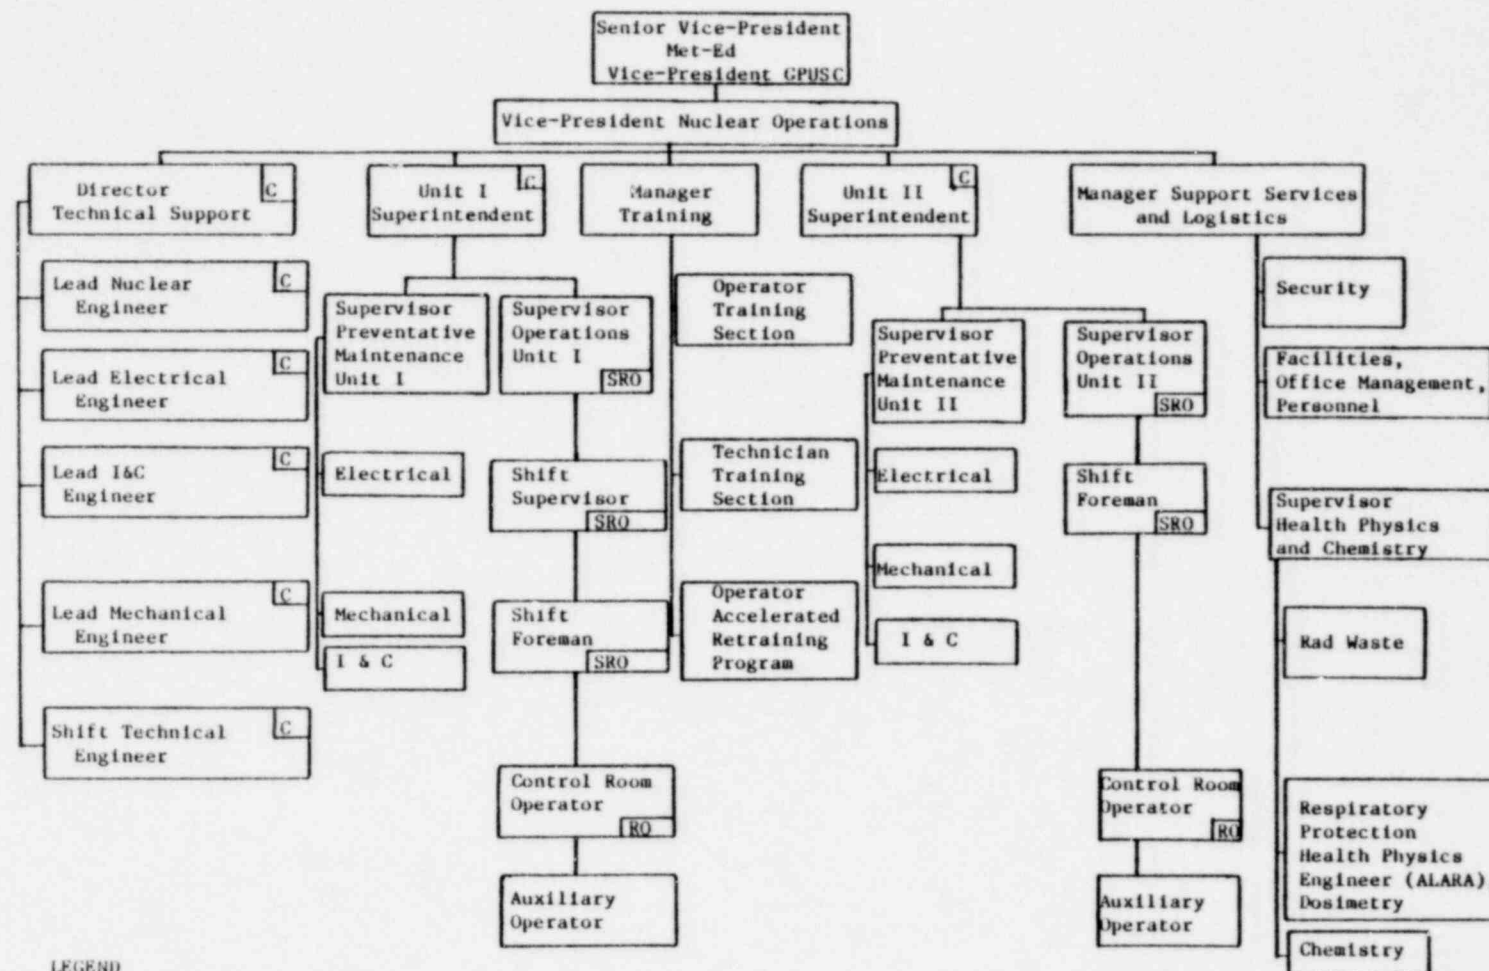 Senior Vice-President
Met-Ed
Vice-President GPUSC
Vice-President Nuclear Operations
Director
Technical Support
C
Unit I
Superintendent
C
Manager
Training
Unit II
Superintendent
C
Manager Support Services
and Logistics
Lead Nuclear
Engineer
C
Lead Electrical
Engineer
C
Lead I&C
Engineer
C
Lead Mechanical
Engineer
C
Shift Technical
Engineer
C
Supervisor
Preventative
Maintenance
Unit I
Electrical
Mechanical
I & C
Supervisor
Operations
Unit I
SRO
Shift
Supervisor
SRO
Shift
Foreman
SRO
Control Room
Operator
RO
Auxiliary
Operator
Operator
Training
Section
Technician
Training
Section
Operator
Accelerated
Retraining
Program
Supervisor
Preventative
Maintenance
Unit II
Electrical
Mechanical
I & C
Supervisor
Operations
Unit II
SRO
Shift
Foreman
SRO
Control Room
Operator
RO
Auxiliary
Operator
Security
Facilities,
Office Management,
Personnel
Supervisor
Health Physics
and Chemistry
Rad Waste
Respiratory
Protection
Health Physics
Engineer (ALARA)
Dosimetry
Chemistry
LEGEND